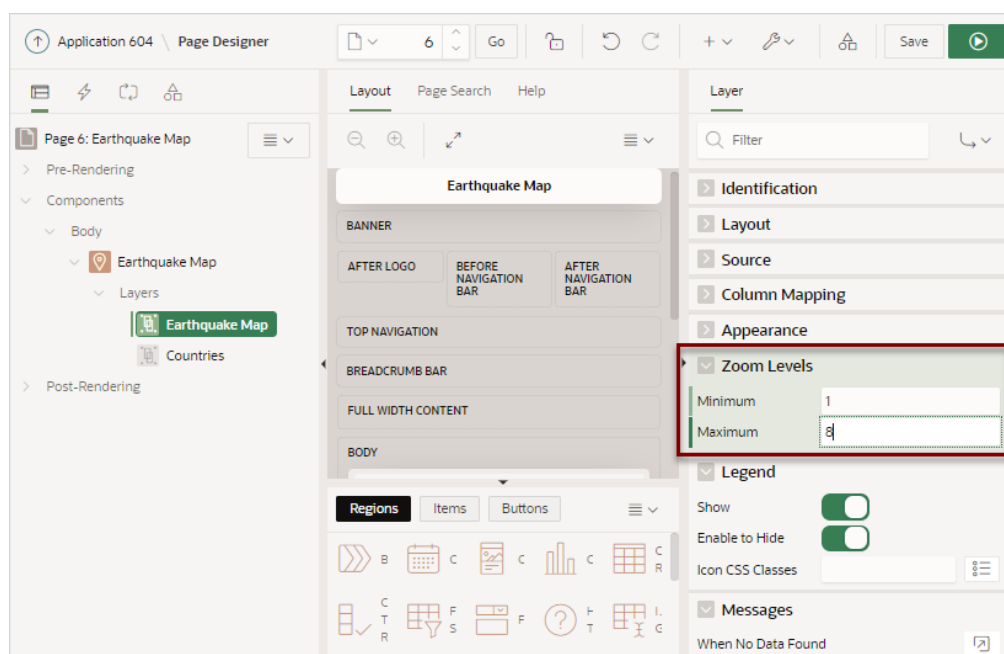 Application 604 \ Page Designer
6
Go
Save
Layout
Page Search
Help
Layer
Page 6: Earthquake Map
Filter
Pre-Rendering
Components
Body
Earthquake Map
Layers
Earthquake Map
Countries
Post-Rendering
Earthquake Map
BANNER
AFTER LOGO
BEFORE
NAVIGATION
BAR
AFTER
NAVIGATION
BAR
TOP NAVIGATION
BREADCRUMB BAR
FULL WIDTH CONTENT
BODY
Regions
Items
Buttons
B
C
C
C
C
R
C
T
R
F
S
F
H
T
I.
G
Identification
Layout
Source
Column Mapping
Appearance
Zoom Levels
Minimum 1
Maximum 8
Legend
Show
Enable to Hide
Icon CSS Classes
Messages
When No Data Found